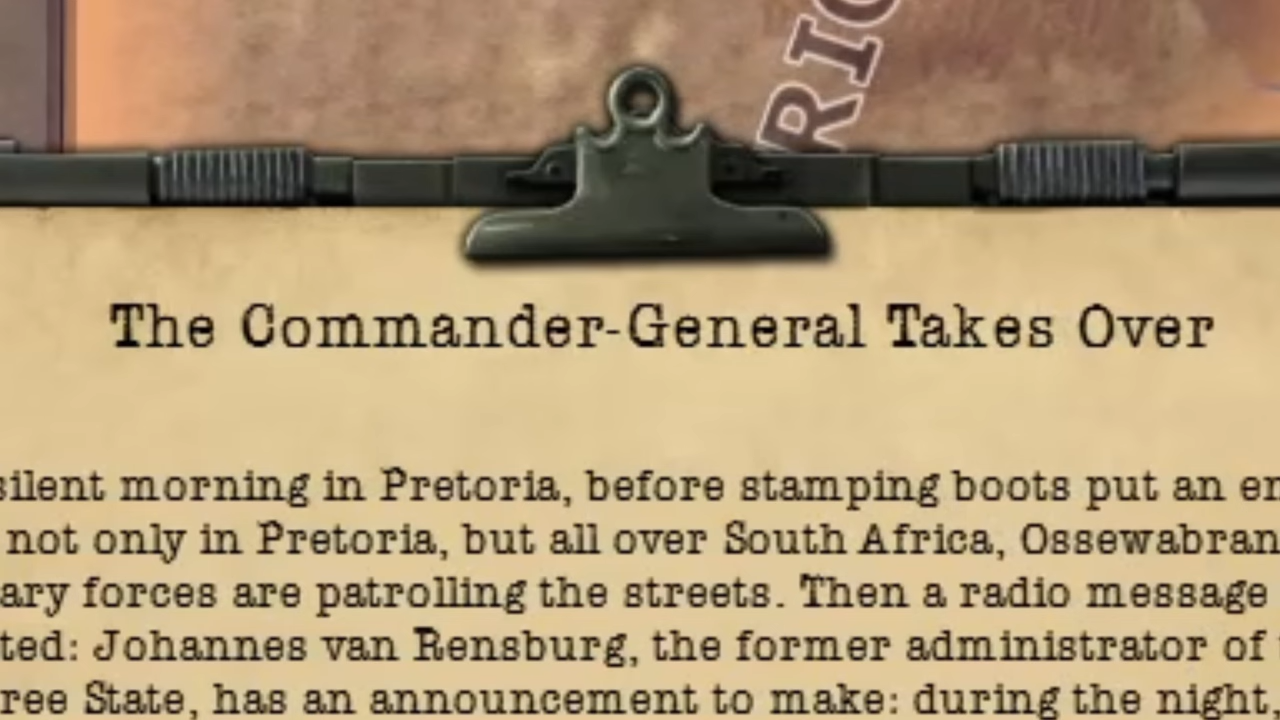 RIG
The Commander-General Takes Over
silent morning in Pretoria, before stamping boots put an
not only in Pretoria, but all over South Africa, Ossewabran
ary forces are patrolling the streets. Then a radio message
ted: Johannes van Rensburg, the former administrator of
ree State, has an announcement to make: during the night,